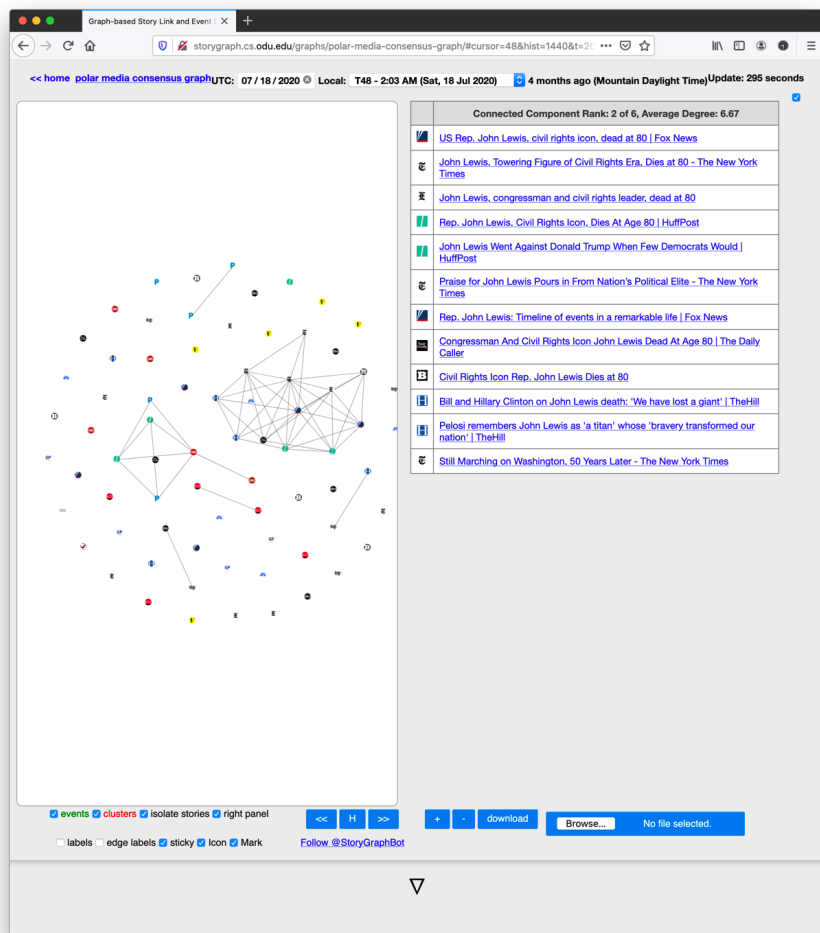 Graph-based Story Link and Event D
storygraph.cs.odu.edu/graphs/polar-media-consensus-graph/#cursor=48&hist=1440&t=20
<< home polar media consensus graph UTC: 07 / 18 / 2020 Local: T48 - 2:03 AM (Sat, 18 Jul 2020) 4 months ago (Mountain Daylight Time) Update: 295 seconds
Connected Component Rank: 2 of 6, Average Degree: 6.67
US Rep. John Lewis, civil rights icon, dead at 80 | Fox News
John Lewis, Towering Figure of Civil Rights Era, Dies at 80 - The New York
Times
John Lewis, congressman and civil rights leader, dead at 80
Rep. John Lewis, Civil Rights Icon, Dies At Age 80 | HuffPost
John Lewis Went Against Donald Trump When Few Democrats Would |
HuffPost
Praise for John Lewis Pours in From Nation's Political Elite - The New York
Times
Rep. John Lewis: Timeline of events in a remarkable life | Fox News
Congressman And Civil Rights Icon John Lewis Dead At Age 80 | The Daily
Caller
B Civil Rights Icon Rep. John Lewis Dies at 80
H Bill and Hillary Clinton on John Lewis death: 'We have lost a giant' | TheHill
H Pelosi remembers John Lewis as 'a titan' whose 'bravery transformed our
nation' | TheHill
Still Marching on Washington, 50 Years Later - The New York Times
events clusters isolate stories right panel
<< H >> + - download Browse... No file selected.
labels edge labels sticky Icon Mark Follow @StoryGraphBot